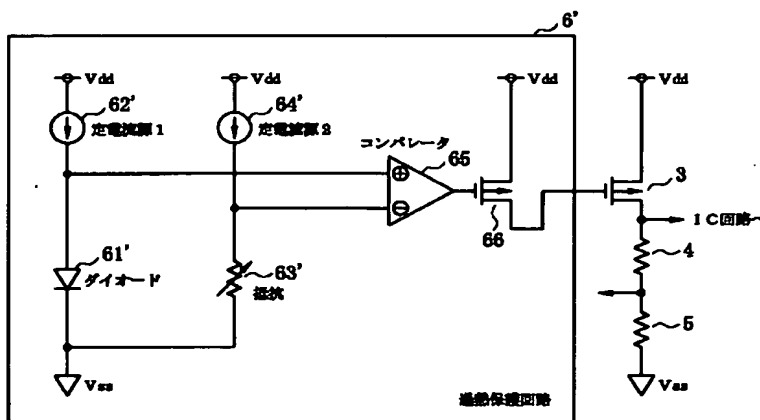 6'
Vdd
Vdd
Vdd
Vdd
62'
定電流源1
64'
定電流源2
コンパレータ
65
66
3
IC回路へ
4
61'
ダイオード
63'
抵抗
5
Vss
Vss
過熱保護回路